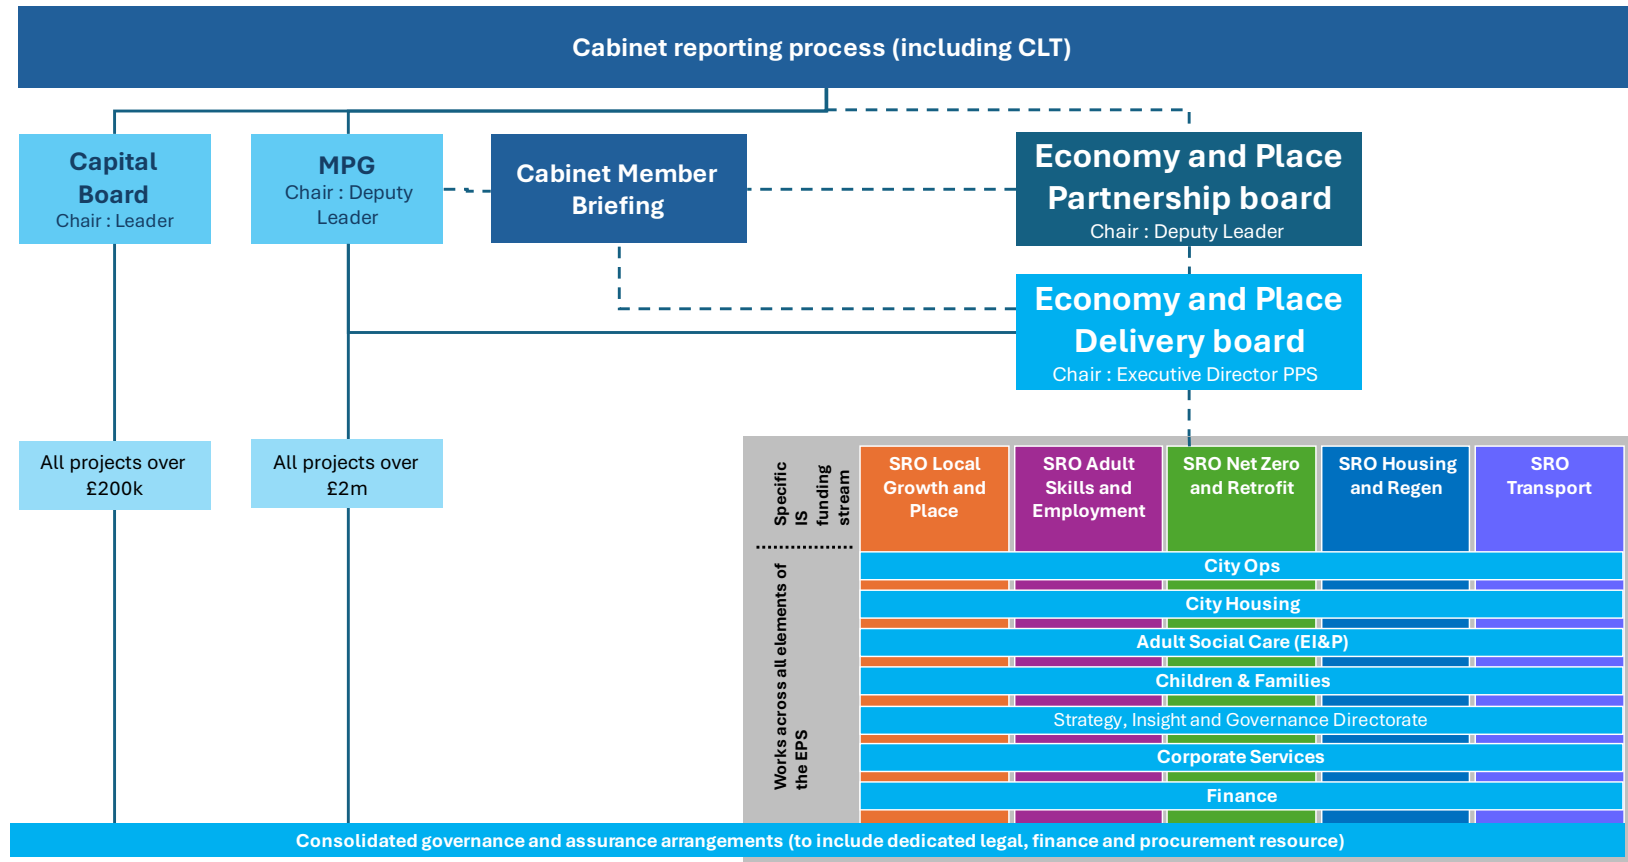 Cabinet reporting process (including CLT)
Capital
Board
Chair : Leader
MPG
Chair : Deputy
Leader
Cabinet Member
Briefing
Economy and Place
Partnership board
Chair : Deputy Leader
Economy and Place
Delivery board
Chair : Executive Director PPS
All projects over
£200k
All projects over
£2m
Specific
IS
funding
stream
SRO Local
Growth and
Place
SRO Adult
Skills and
Employment
SRO Net Zero
and Retrofit
SRO Housing
and Regen
SRO
Transport
Works across all elements of
the EPS
City Ops
City Housing
Adult Social Care (EI&P)
Children & Families
Strategy, Insight and Governance Directorate
Corporate Services
Finance
Consolidated governance and assurance arrangements (to include dedicated legal, finance and procurement resource)